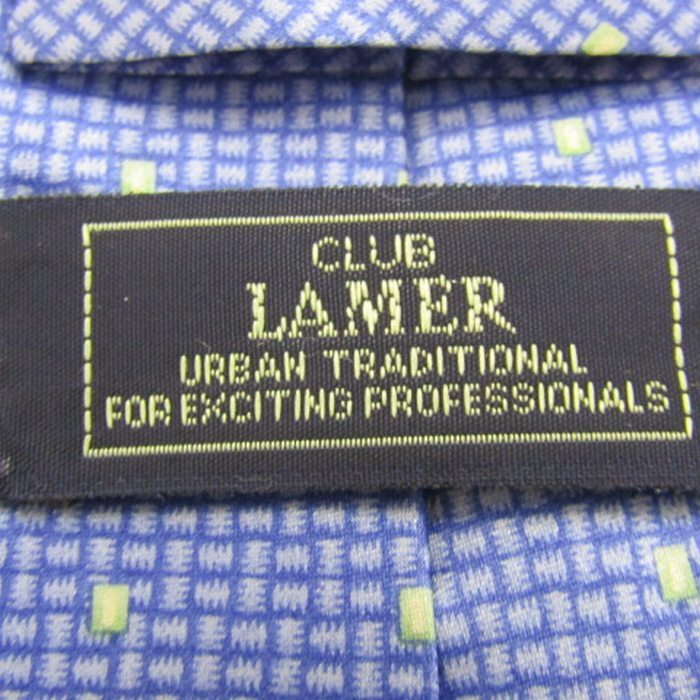 CLUB
LAMER
URBAN TRADITIONAL
FOR EXCITING PROFESSIONALS